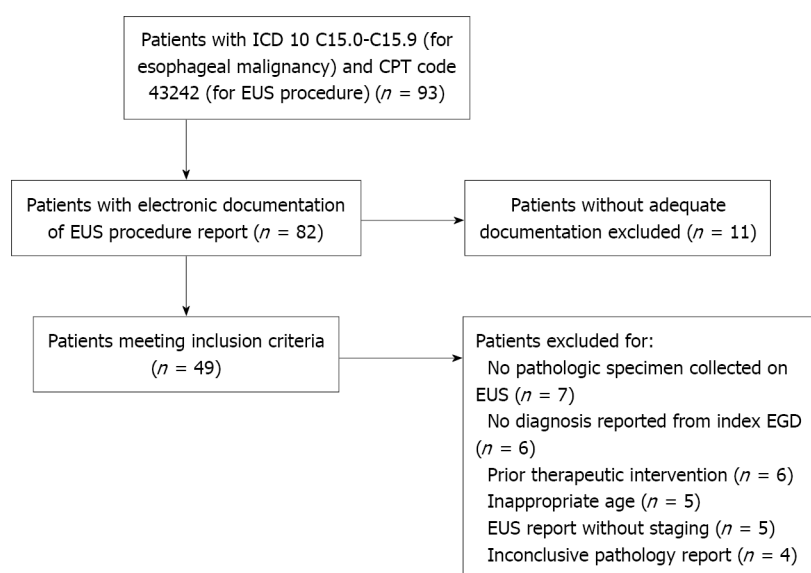 Patients with ICD 10 C15.0-C15.9 (for
esophageal malignancy) and CPT code
43242 (for EUS procedure) (n = 93)
Patients with electronic documentation
of EUS procedure report (n = 82)
Patients without adequate
documentation excluded (n = 11)
Patients meeting inclusion criteria
(n = 49)
Patients excluded for:
No pathologic specimen collected on
EUS (n = 7)
No diagnosis reported from index EGD
(n = 6)
Prior therapeutic intervention (n = 6)
Inappropriate age (n = 5)
EUS report without staging (n = 5)
Inconclusive pathology report (n = 4)